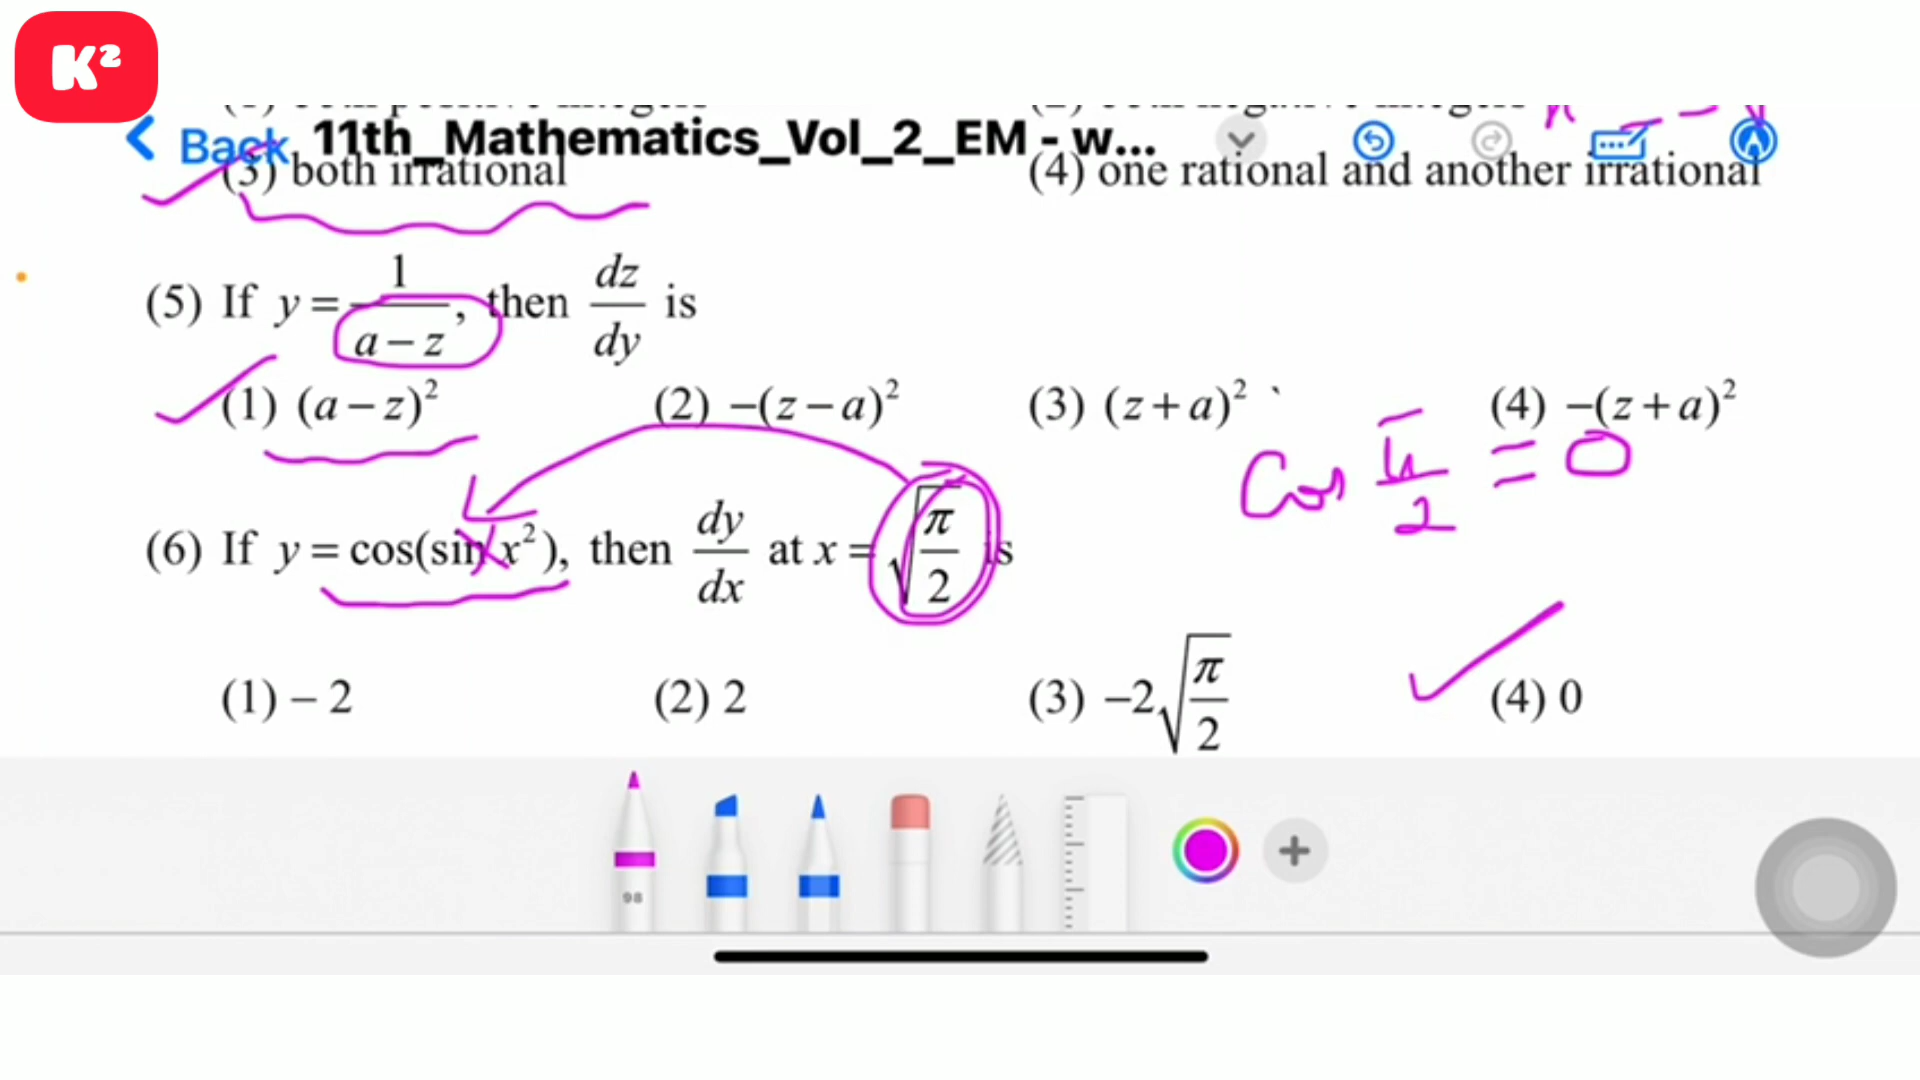 K²
Back 11th_Mathematics_Vol_2_EM - w...
(3) both irrational (4) one rational and another irrational
(5) If y = 1/(a − z), then dz/dy is
(1) (a − z)² (2) −(z − a)² (3) (z + a)² (4) −(z + a)²
Cos π/2 = 0
(6) If y = cos(sin x²), then dy/dx at x = √(π/2) is
(1) – 2 (2) 2 (3) −2√(π/2) (4) 0
98